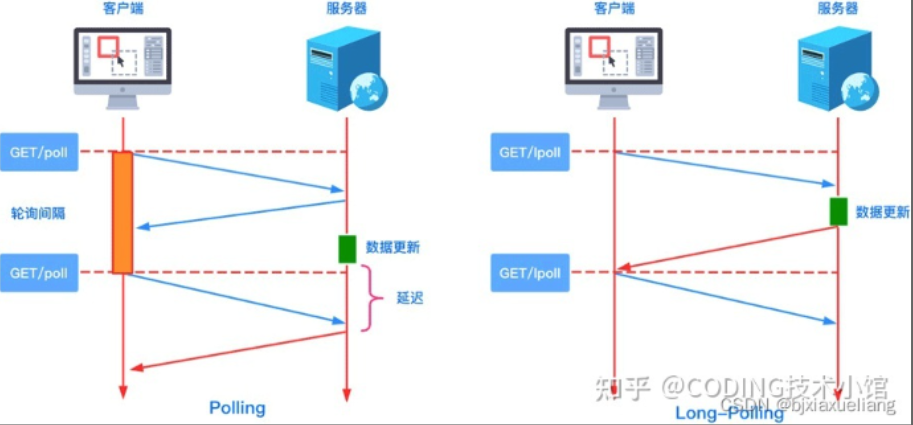 客户端
服务器
GET/poll
轮询间隔
数据更新
GET/poll
延迟
Polling
客户端
服务器
GET/lpoll
数据更新
GET/lpoll
Long-Polling
知乎 @CODING技术小馆
CSDN @bjxiaxueliang